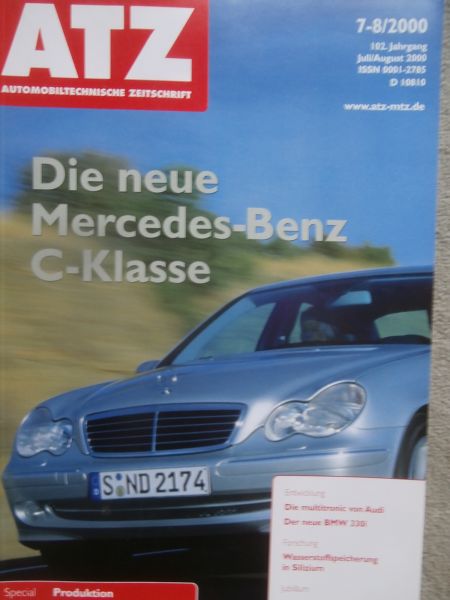 ATZ
AUTOMOBILTECHNISCHE ZEITSCHRIFT
7-8/2000
102. Jahrgang
Juli/August 2000
ISSN 0001-2785
D 10810
www.atz-mtz.de
Die neue
Mercedes-Benz
C-Klasse
S·ND 2174
Entwicklung
Die multitronic von Audi
Der neue BMW 330i
Forschung
Wasserstoffspeicherung
in Silizium
Jubiläum
Special Produktion